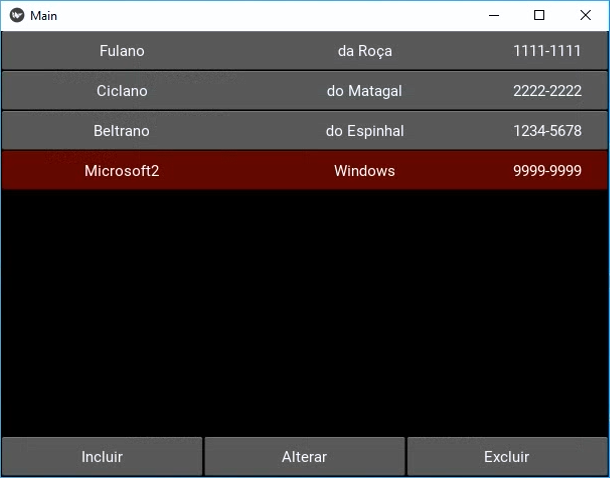 Main
Fulano da Roça 1111-1111
Ciclano do Matagal 2222-2222
Beltrano do Espinhal 1234-5678
Microsoft2 Windows 9999-9999
Incluir Alterar Excluir